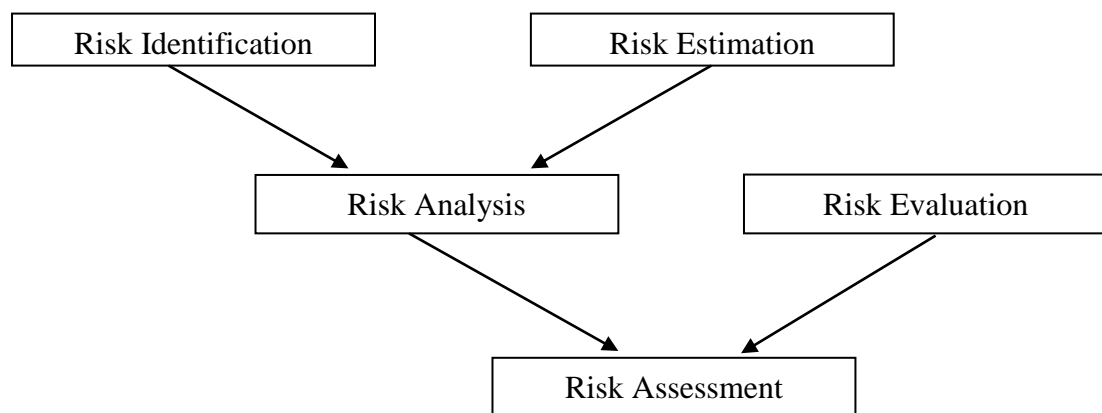 Risk Identification
Risk Estimation
Risk Analysis
Risk Evaluation
Risk Assessment